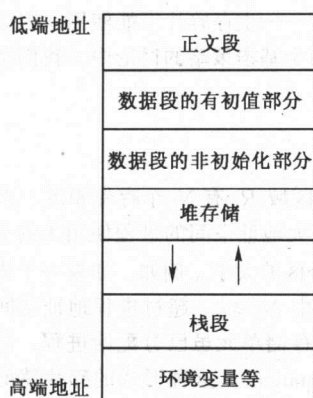 低端地址
正文段
数据段的有初值部分
数据段的非初始化部分
堆存储
栈段
环境变量等
高端地址